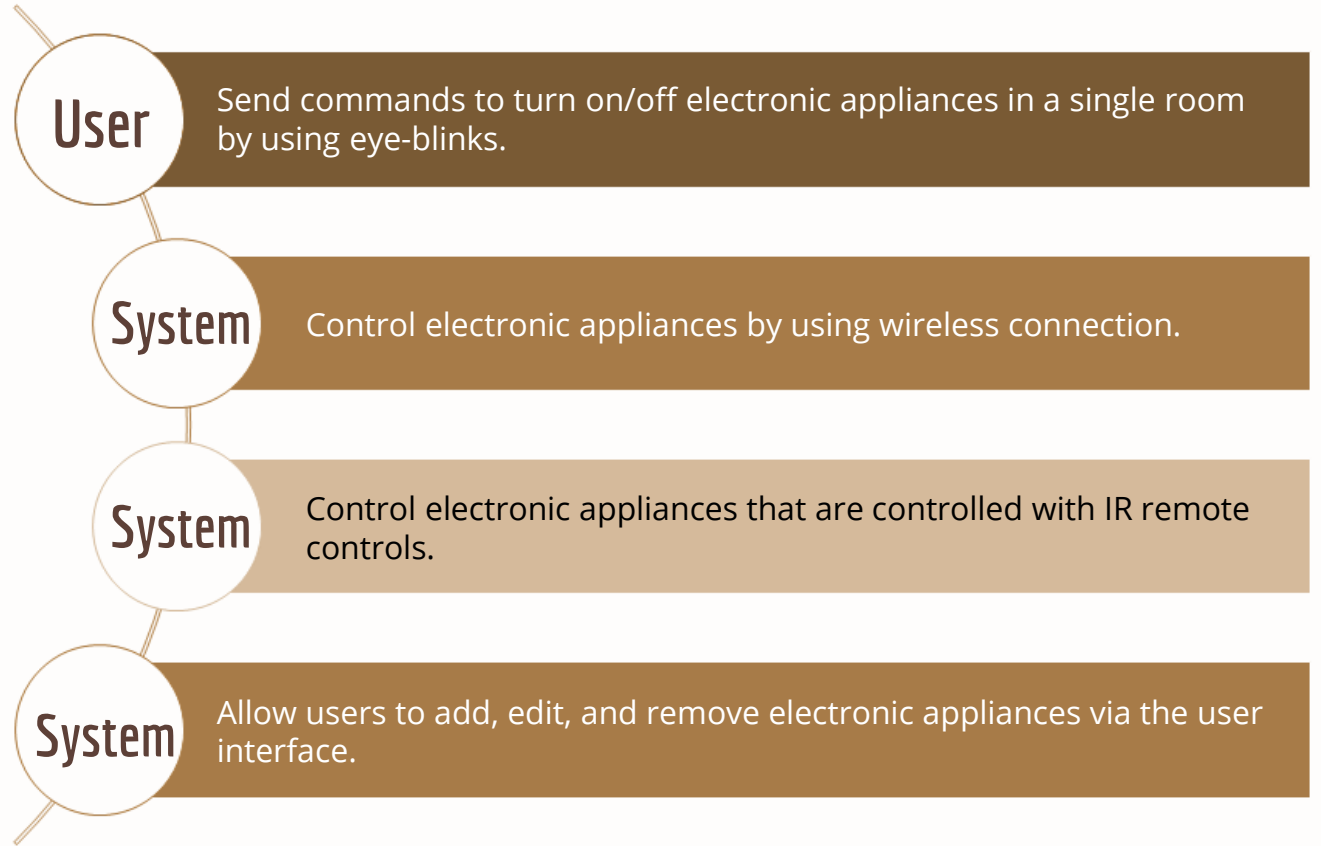 User
Send commands to turn on/off electronic appliances in a single room
by using eye-blinks.
System
Control electronic appliances by using wireless connection.
System
Control electronic appliances that are controlled with IR remote
controls.
System
Allow users to add, edit, and remove electronic appliances via the user
interface.